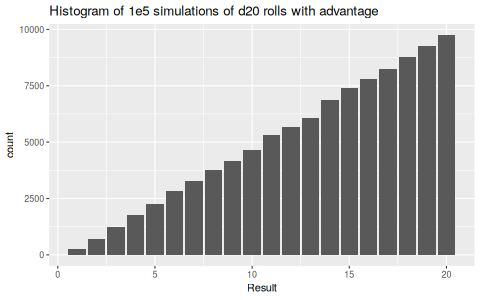 Histogram of 1e5 simulations of d20 rolls with advantage
10000
7500
5000
2500
0
count
0 5 10 15 20
Result